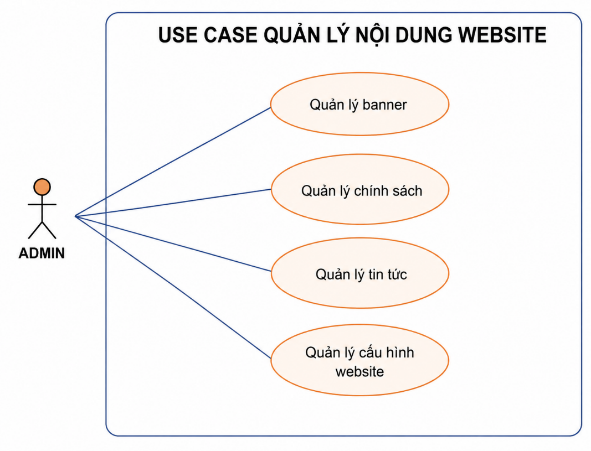 USE CASE QUẢN LÝ NỘI DUNG WEBSITE
Quản lý banner
Quản lý chính sách
ADMIN
Quản lý tin tức
Quản lý cấu hình
website